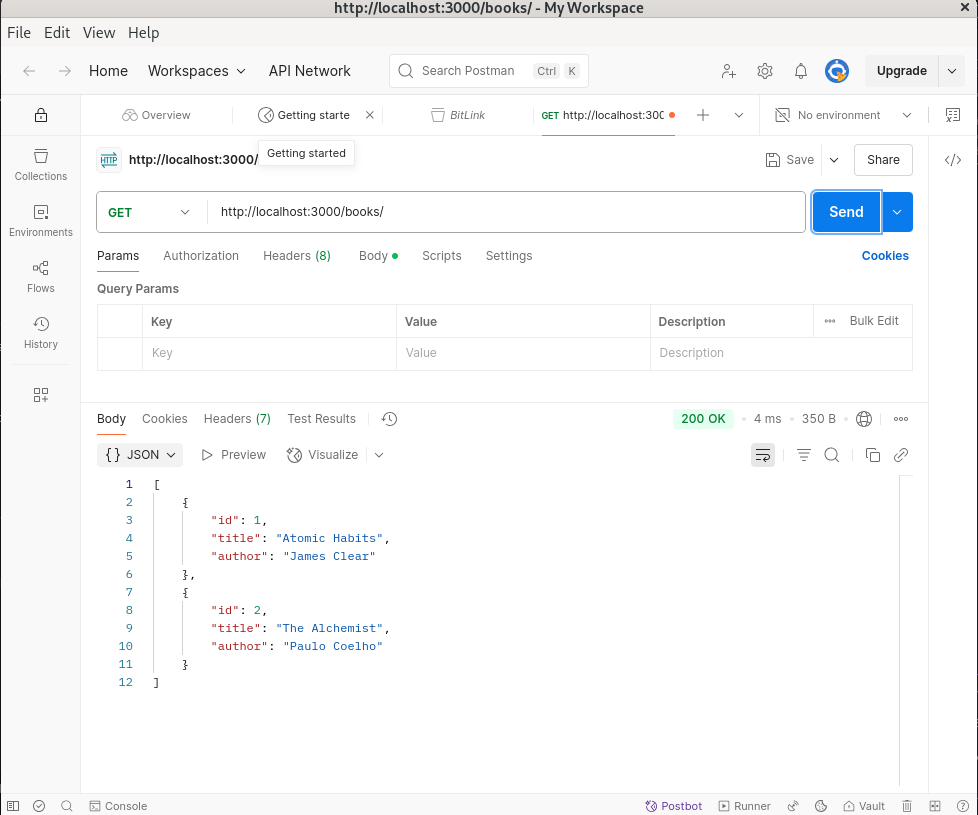 http://localhost:3000/books/ - My Workspace
File Edit View Help
Home Workspaces API Network Search Postman Ctrl K Upgrade
Overview Getting starte BitLink GET http://localhost:300 No environment
Getting started
HTTP http://localhost:3000/ Save Share
Collections
GET http://localhost:3000/books/ Send
Environments
Params Authorization Headers (8) Body Scripts Settings Cookies
Flows
Query Params
History
Key Value Description Bulk Edit
Key Value Description
Body Cookies Headers (7) Test Results 200 OK 4 ms 350 B
{} JSON Preview Visualize
1 [
2 {
3 "id": 1,
4 "title": "Atomic Habits",
5 "author": "James Clear"
6 },
7 {
8 "id": 2,
9 "title": "The Alchemist",
10 "author": "Paulo Coelho"
11 }
12 ]
Console Postbot Runner Vault